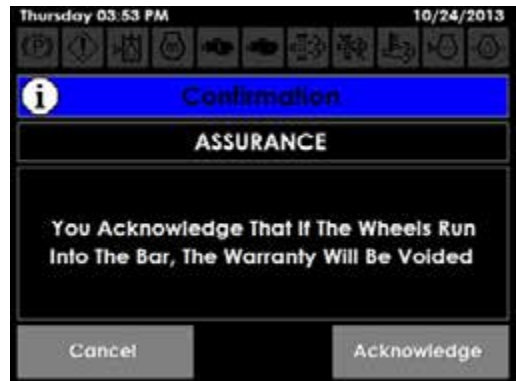 Thursday 03:53 PM 10/24/2013
Confirmation
ASSURANCE
You Acknowledge That If The Wheels Run
Into The Bar, The Warranty Will Be Voided
Cancel Acknowledge